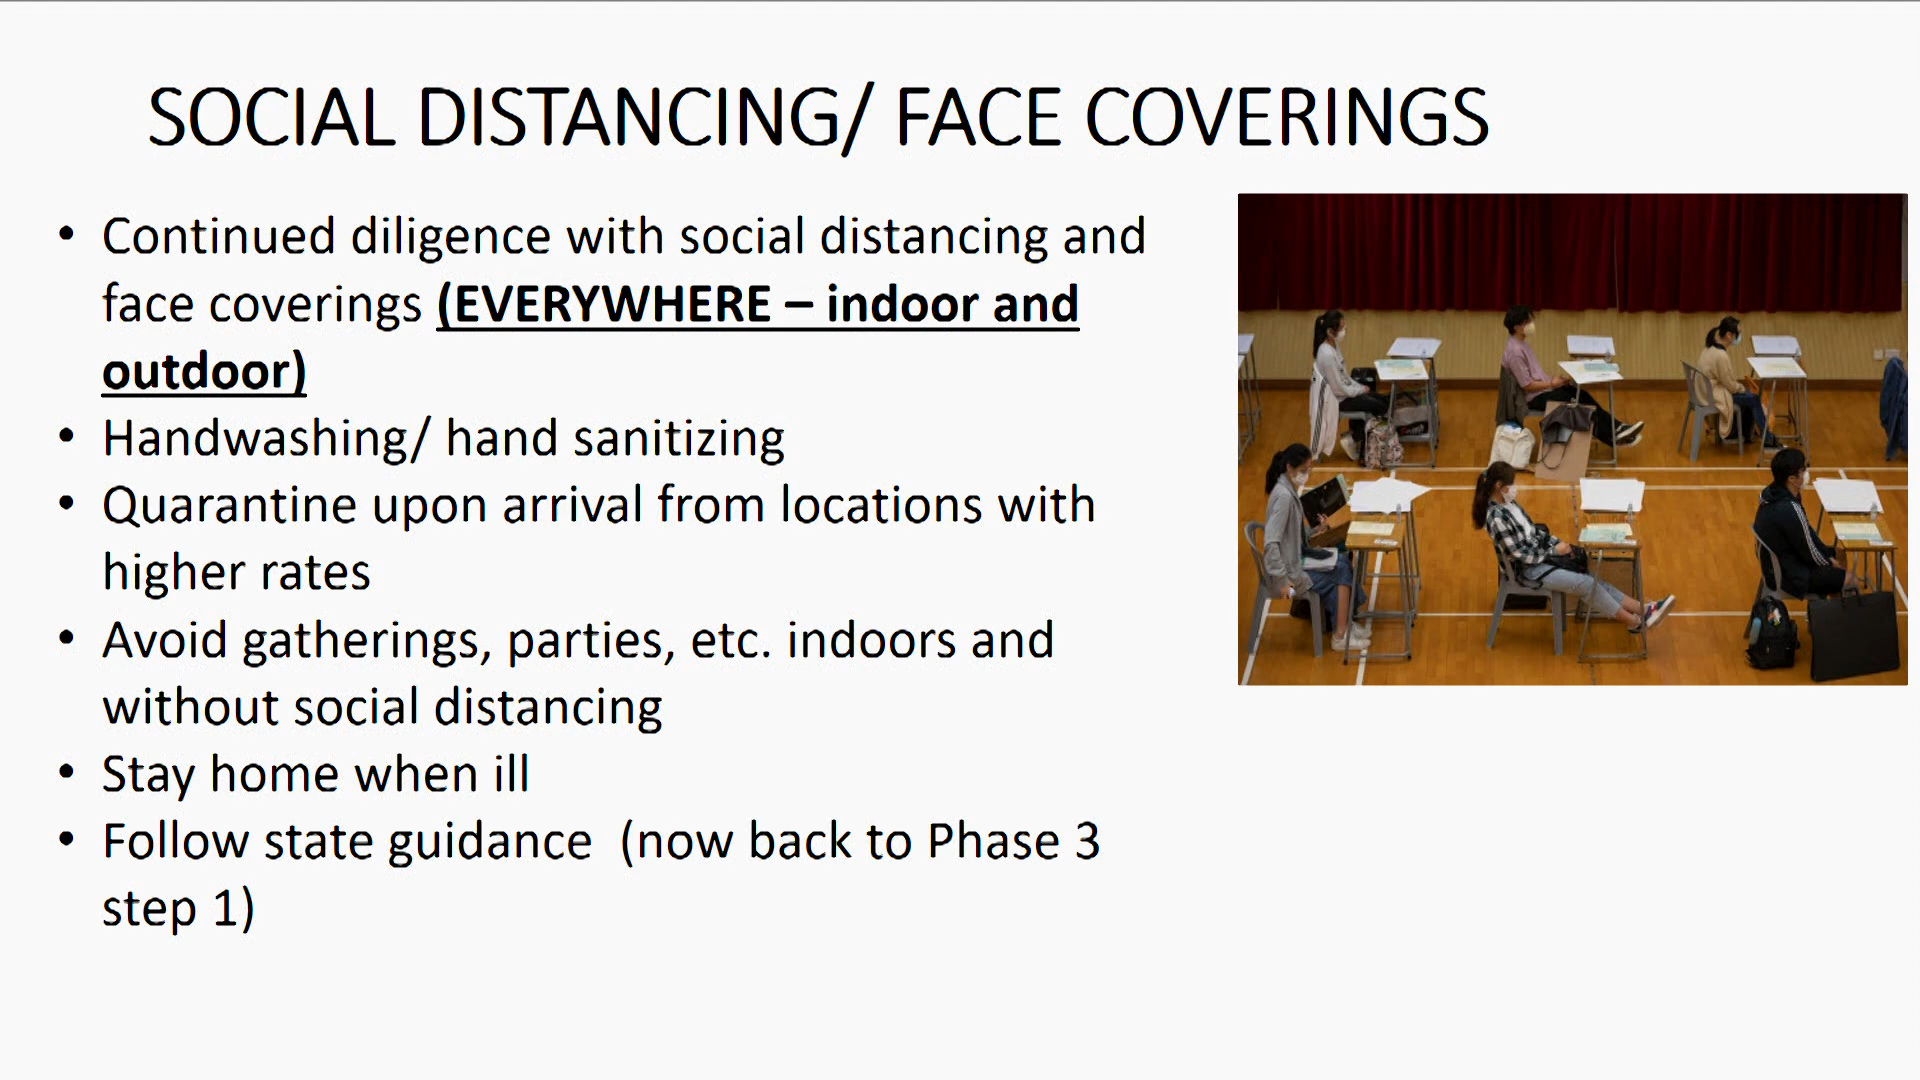 SOCIAL DISTANCING/ FACE COVERINGS
• Continued diligence with social distancing and
face coverings (EVERYWHERE – indoor and
outdoor)
• Handwashing/ hand sanitizing
• Quarantine upon arrival from locations with
higher rates
• Avoid gatherings, parties, etc. indoors and
without social distancing
• Stay home when ill
• Follow state guidance  (now back to Phase 3
step 1)